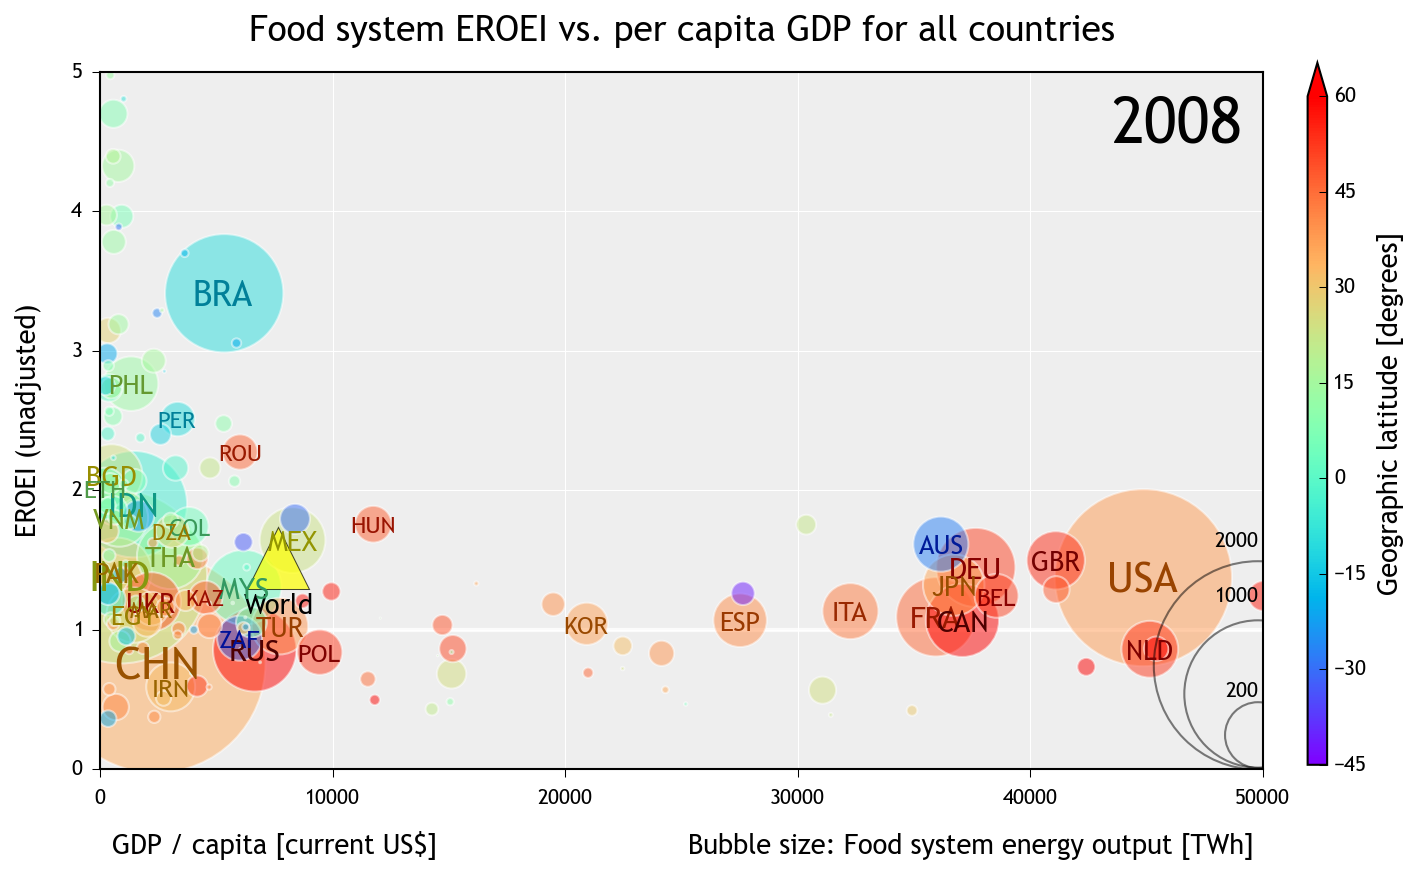 Food system EROEI vs. per capita GDP for all countries
2008
5
4
3
2
1
0
EROEI (unadjusted)
BRA
PHL
PER
ROU
BGD
ETH
IDN
VNM
COL
DZA
HUN
MEX
THA
AUS
DEU
GBR
USA
PAK
IND
MYS
UKR
KAZ
World
JPN
BEL
EGY
MAR
TUR
KOR
ESP
ITA
FRA
CAN
ZAF
RUS
POL
NLD
CHN
IRN
2000
1000
200
0 10000 20000 30000 40000 50000
GDP / capita [current US$]
Bubble size: Food system energy output [TWh]
60
45
30
15
0
−15
−30
−45
Geographic latitude [degrees]